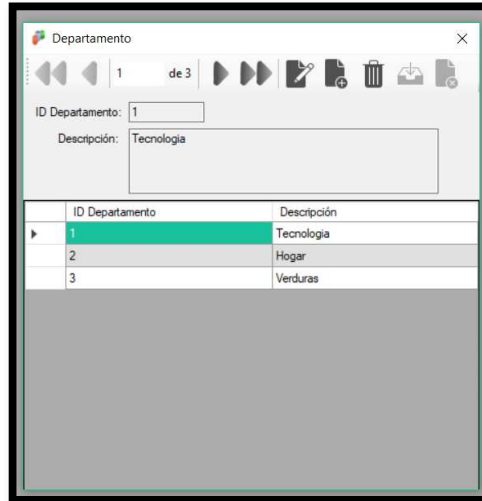 Departamento
1 de 3
ID Departamento: 1
Descripción: Tecnologia
ID Departamento Descripción
1 Tecnologia
2 Hogar
3 Verduras